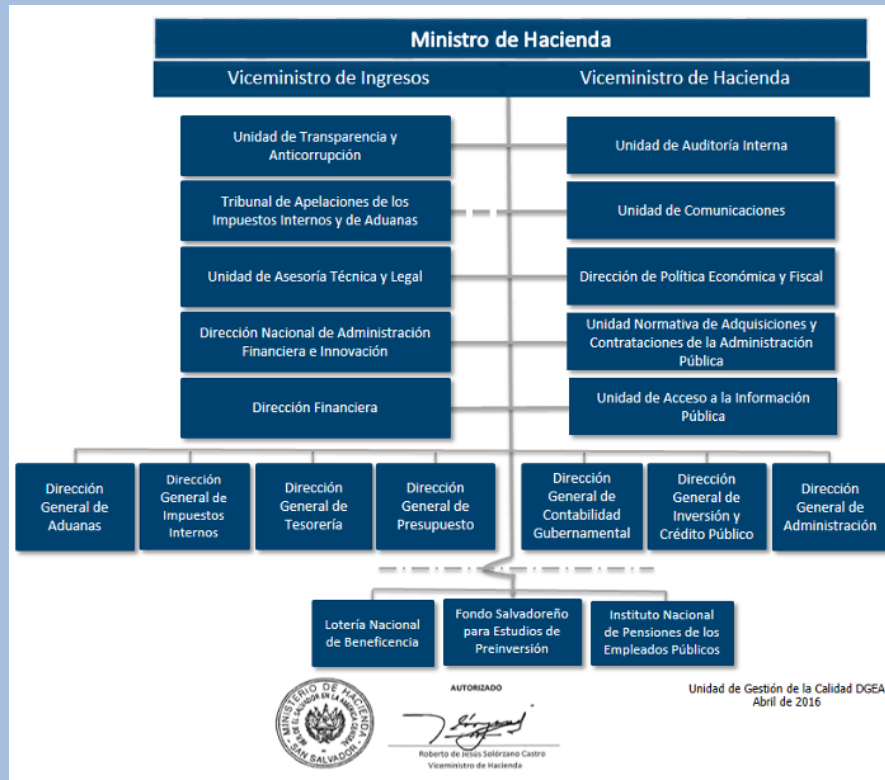 Ministro de Hacienda
Viceministro de Ingresos
Viceministro de Hacienda
Unidad de Transparencia y
Anticorrupción
Unidad de Auditoría Interna
Tribunal de Apelaciones de los
Impuestos Internos y de Aduanas
Unidad de Comunicaciones
Unidad de Asesoría Técnica y Legal
Dirección de Política Económica y Fiscal
Dirección Nacional de Administración
Financiera e Innovación
Unidad Normativa de Adquisiciones y
Contrataciones de la Administración
Pública
Dirección Financiera
Unidad de Acceso a la Información
Pública
Dirección
General de
Aduanas
Dirección
General de
Impuestos
Internos
Dirección
General de
Tesorería
Dirección
General de
Presupuesto
Dirección
General de
Contabilidad
Gubernamental
Dirección
General de
Inversión y
Crédito Público
Dirección
General de
Administración
Lotería Nacional
de Beneficencia
Fondo Salvadoreño
para Estudios de
Preinversión
Instituto Nacional
de Pensiones de los
Empleados Públicos
MINISTERIO DE HACIENDA
SAN SALVADOR
AUTORIZADO
Roberto de Jesús Solórzano Castro
Viceministro de Hacienda
Unidad de Gestión de la Calidad DGEA
Abril de 2016